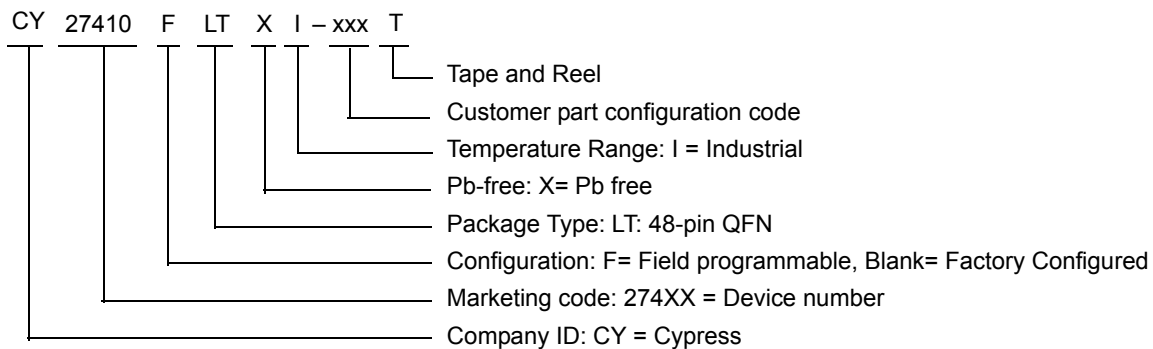 CY 27410 F LT X I – xxx T
Tape and Reel
Customer part configuration code
Temperature Range: I = Industrial
Pb-free: X= Pb free
Package Type: LT: 48-pin QFN
Configuration: F= Field programmable, Blank= Factory Configured
Marketing code: 274XX = Device number
Company ID: CY = Cypress